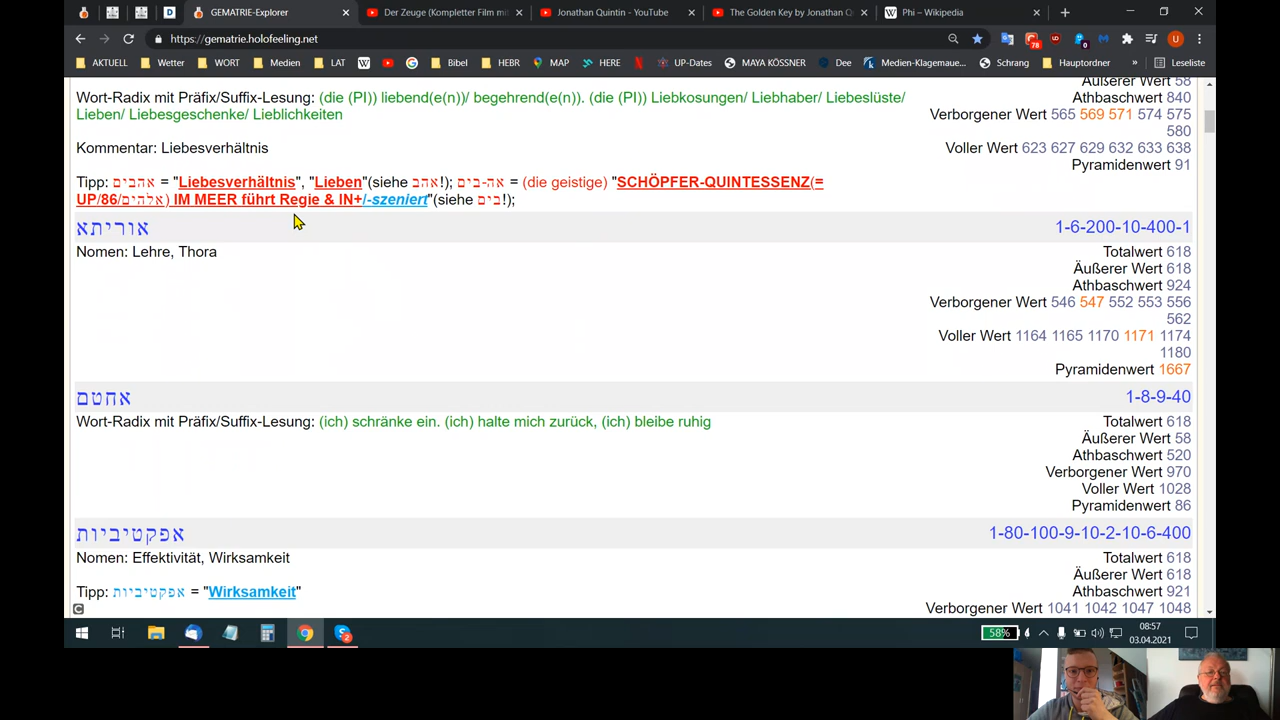 GEMATRIE-Explorer
Der Zeuge (Kompletter Film mi
Jonathan Quintin - YouTube
The Golden Key by Jonathan Qu
Phi – Wikipedia
https://gematrie.holofeeling.net
78
0
U
AKTUELL Wetter WORT Medien LAT Bibel HEBR MAP HERE UP-Dates MAYA KÖSSNER Dee Medien-Klagemaue... Schrang Hauptordner » Leseliste
Äußerer Wert 58
Wort-Radix mit Präfix/Suffix-Lesung: (die (PI)) liebend(e(n))/ begehrend(e(n)). (die (PI)) Liebkosungen/ Liebhaber/ Liebeslüste/
Lieben/ Liebesgeschenke/ Lieblichkeiten
Athbaschwert 840
Verborgener Wert 565 569 571 574 575
580
Kommentar: Liebesverhältnis
Voller Wert 623 627 629 632 633 638
Pyramidenwert 91
Tipp: אהבים = "Liebesverhältnis", "Lieben"(siehe אהב!); אה-בים = (die geistige) "SCHÖPFER-QUINTESSENZ(=
UP/86/אלהים) IM MEER führt Regie & IN+/-szeniert"(siehe בים!);
אוריתא 1-6-200-10-400-1
Nomen: Lehre, Thora
Totalwert 618
Äußerer Wert 618
Athbaschwert 924
Verborgener Wert 546 547 552 553 556
562
Voller Wert 1164 1165 1170 1171 1174
1180
Pyramidenwert 1667
אחטם 1-8-9-40
Wort-Radix mit Präfix/Suffix-Lesung: (ich) schränke ein. (ich) halte mich zurück, (ich) bleibe ruhig
Totalwert 618
Äußerer Wert 58
Athbaschwert 520
Verborgener Wert 970
Voller Wert 1028
Pyramidenwert 86
אפקטיביות 1-80-100-9-10-2-10-6-400
Nomen: Effektivität, Wirksamkeit
Totalwert 618
Äußerer Wert 618
Tipp: אפקטיביות = "Wirksamkeit"
Athbaschwert 921
Verborgener Wert 1041 1042 1047 1048
58%
08:57
03.04.2021